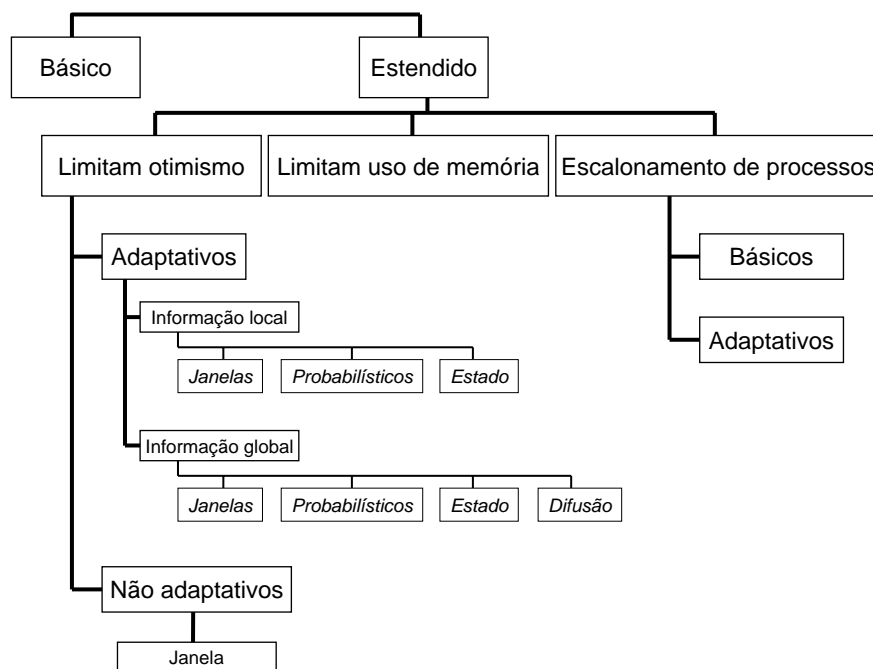 Básico
Estendido
Limitam otimismo
Limitam uso de memória
Escalonamento de processos
Adaptativos
Básicos
Informação local
Adaptativos
Janelas
Probabilísticos
Estado
Informação global
Janelas
Probabilísticos
Estado
Difusão
Não adaptativos
Janela